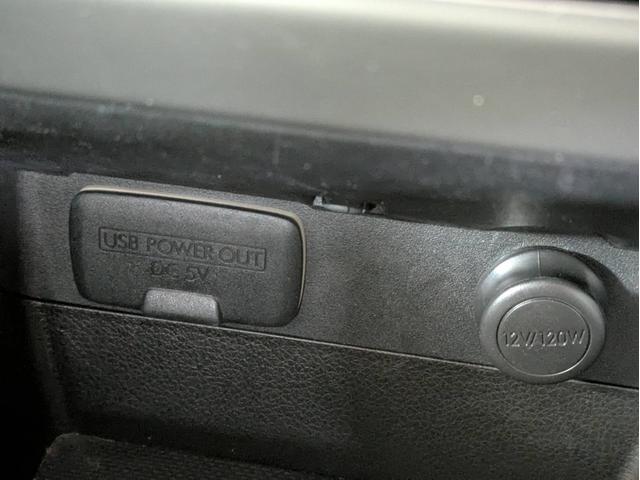 USB POWER OUT
DC 5V
12V/120W